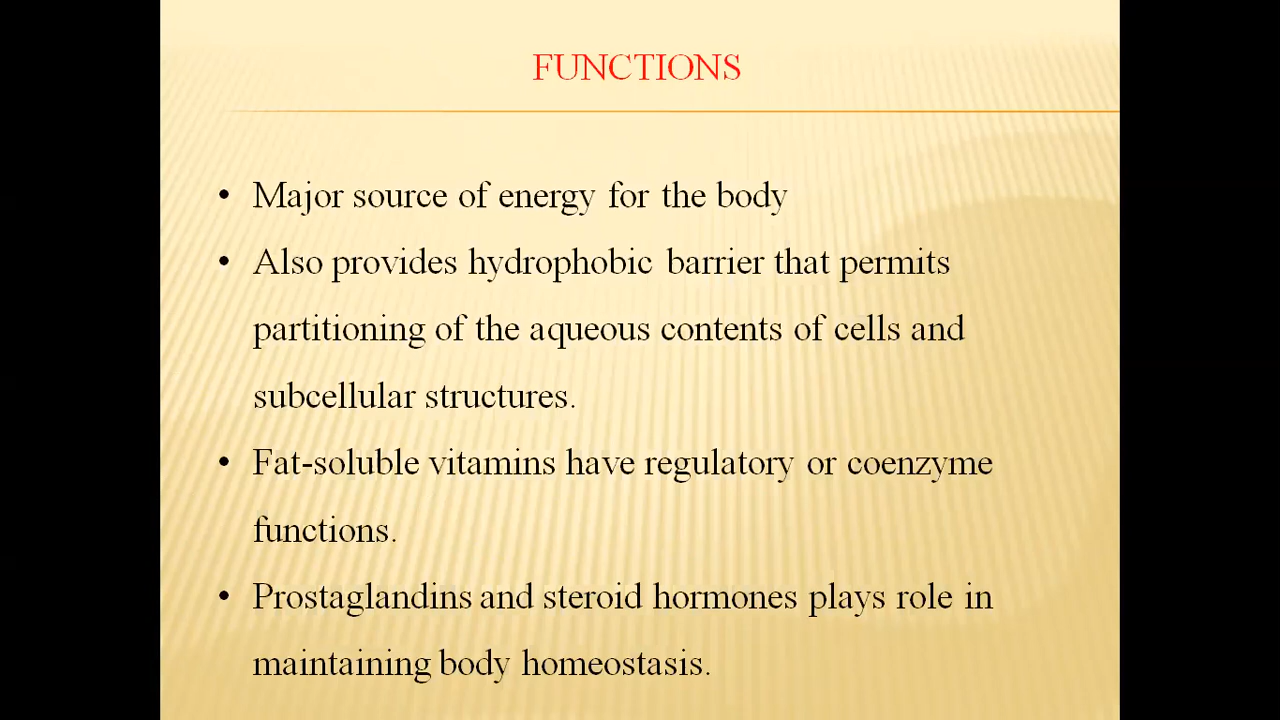 FUNCTIONS
• Major source of energy for the body
• Also provides hydrophobic barrier that permits
partitioning of the aqueous contents of cells and
subcellular structures.
• Fat-soluble vitamins have regulatory or coenzyme
functions.
• Prostaglandins and steroid hormones plays role in
maintaining body homeostasis.